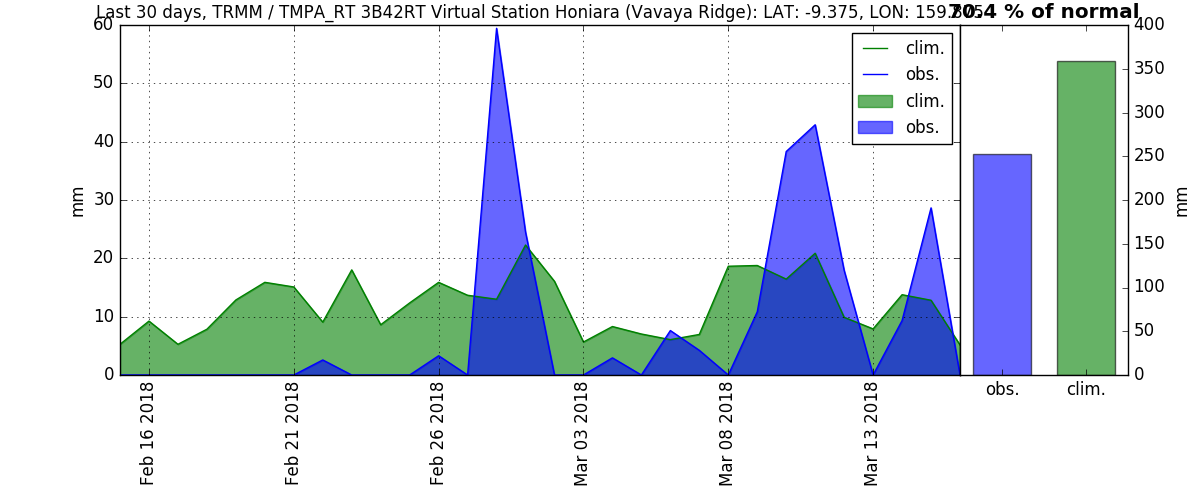 Last 30 days, TRMM / TMPA_RT 3B42RT Virtual Station Honiara (Vavaya Ridge): LAT: -9.375, LON:
70.4 % of normal
60
50
40
30
20
10
0
mm
clim.
obs.
clim.
obs.
400
350
300
250
200
150
100
50
0
mm
obs.
clim.
Feb 16 2018
Feb 21 2018
Feb 26 2018
Mar 03 2018
Mar 08 2018
Mar 13 2018